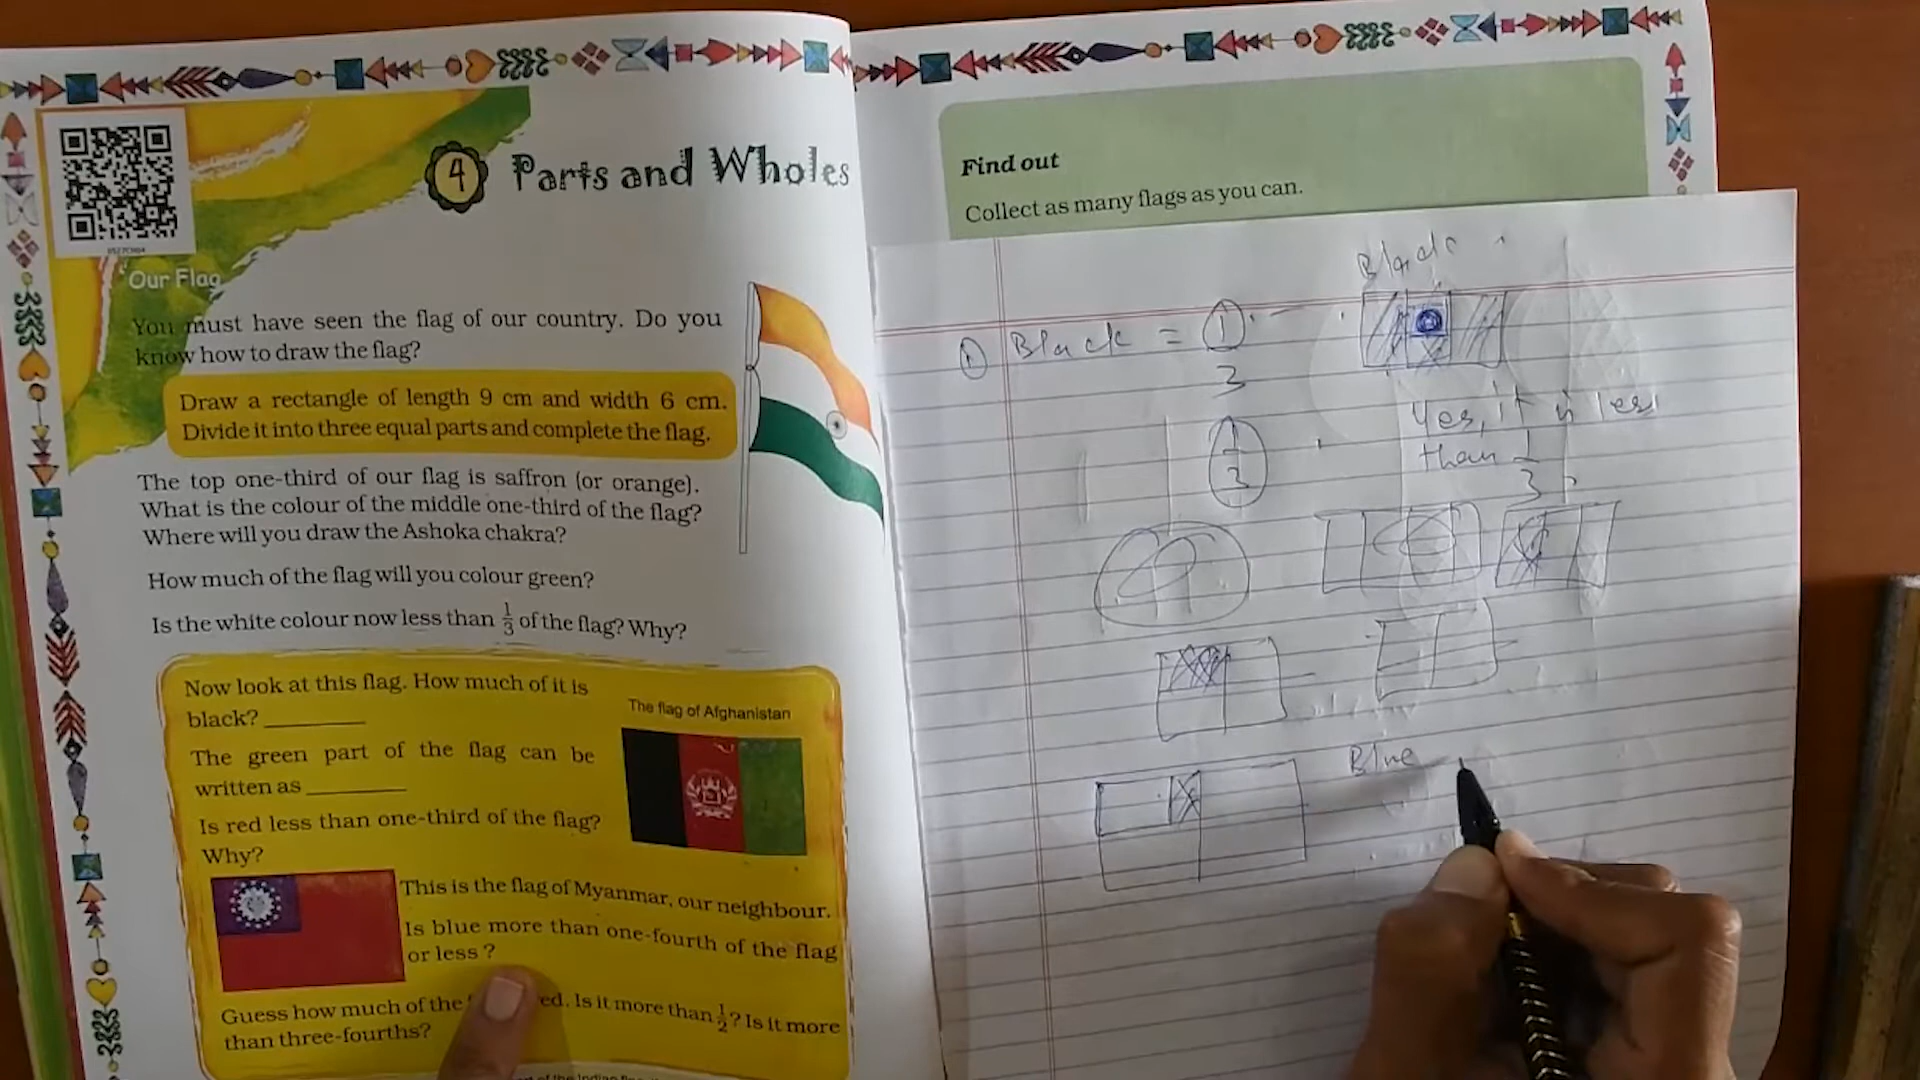 4 Parts and Wholes
Our Flag
You must have seen the flag of our country. Do you
know how to draw the flag?
Draw a rectangle of length 9 cm and width 6 cm.
Divide it into three equal parts and complete the flag.
The top one-third of our flag is saffron (or orange).
What is the colour of the middle one-third of the flag?
Where will you draw the Ashoka chakra?
How much of the flag will you colour green?
Is the white colour now less than 1/3 of the flag? Why?
Now look at this flag. How much of it is
black?
The flag of Afghanistan
The green part of the flag can be
written as
Is red less than one-third of the flag?
Why?
This is the flag of Myanmar, our neighbour.
Is blue more than one-fourth of the flag
or less ?
Guess how much of the ed. Is it more than 1/2? Is it more
than three-fourths?
Find out
Collect as many flags as you can.
Black
① Black = 1/3
1/3
Yes, it is less
than 1/3
Blue